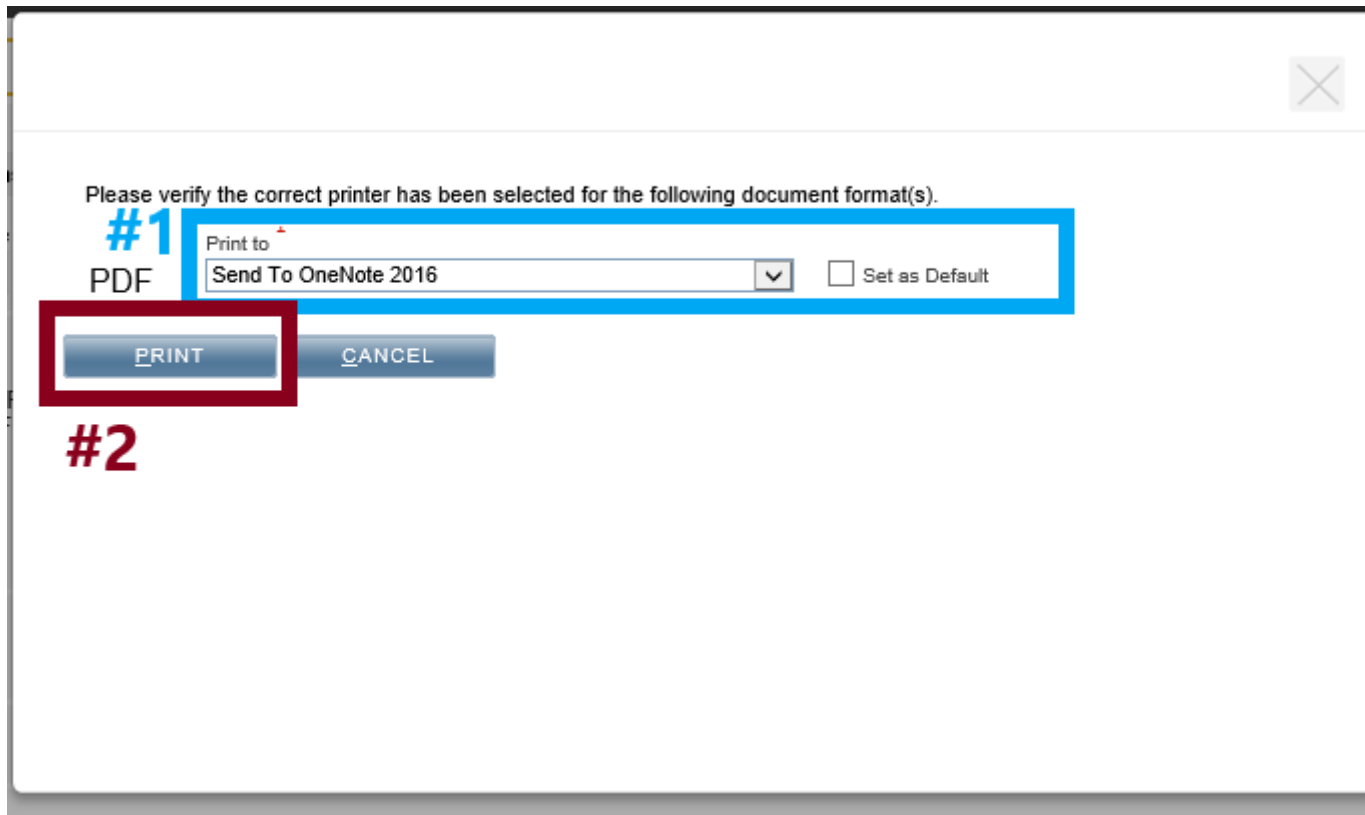 Please verify the correct printer has been selected for the following document format(s).
#1
Print to
PDF
Send To OneNote 2016
Set as Default
PRINT
CANCEL
#2